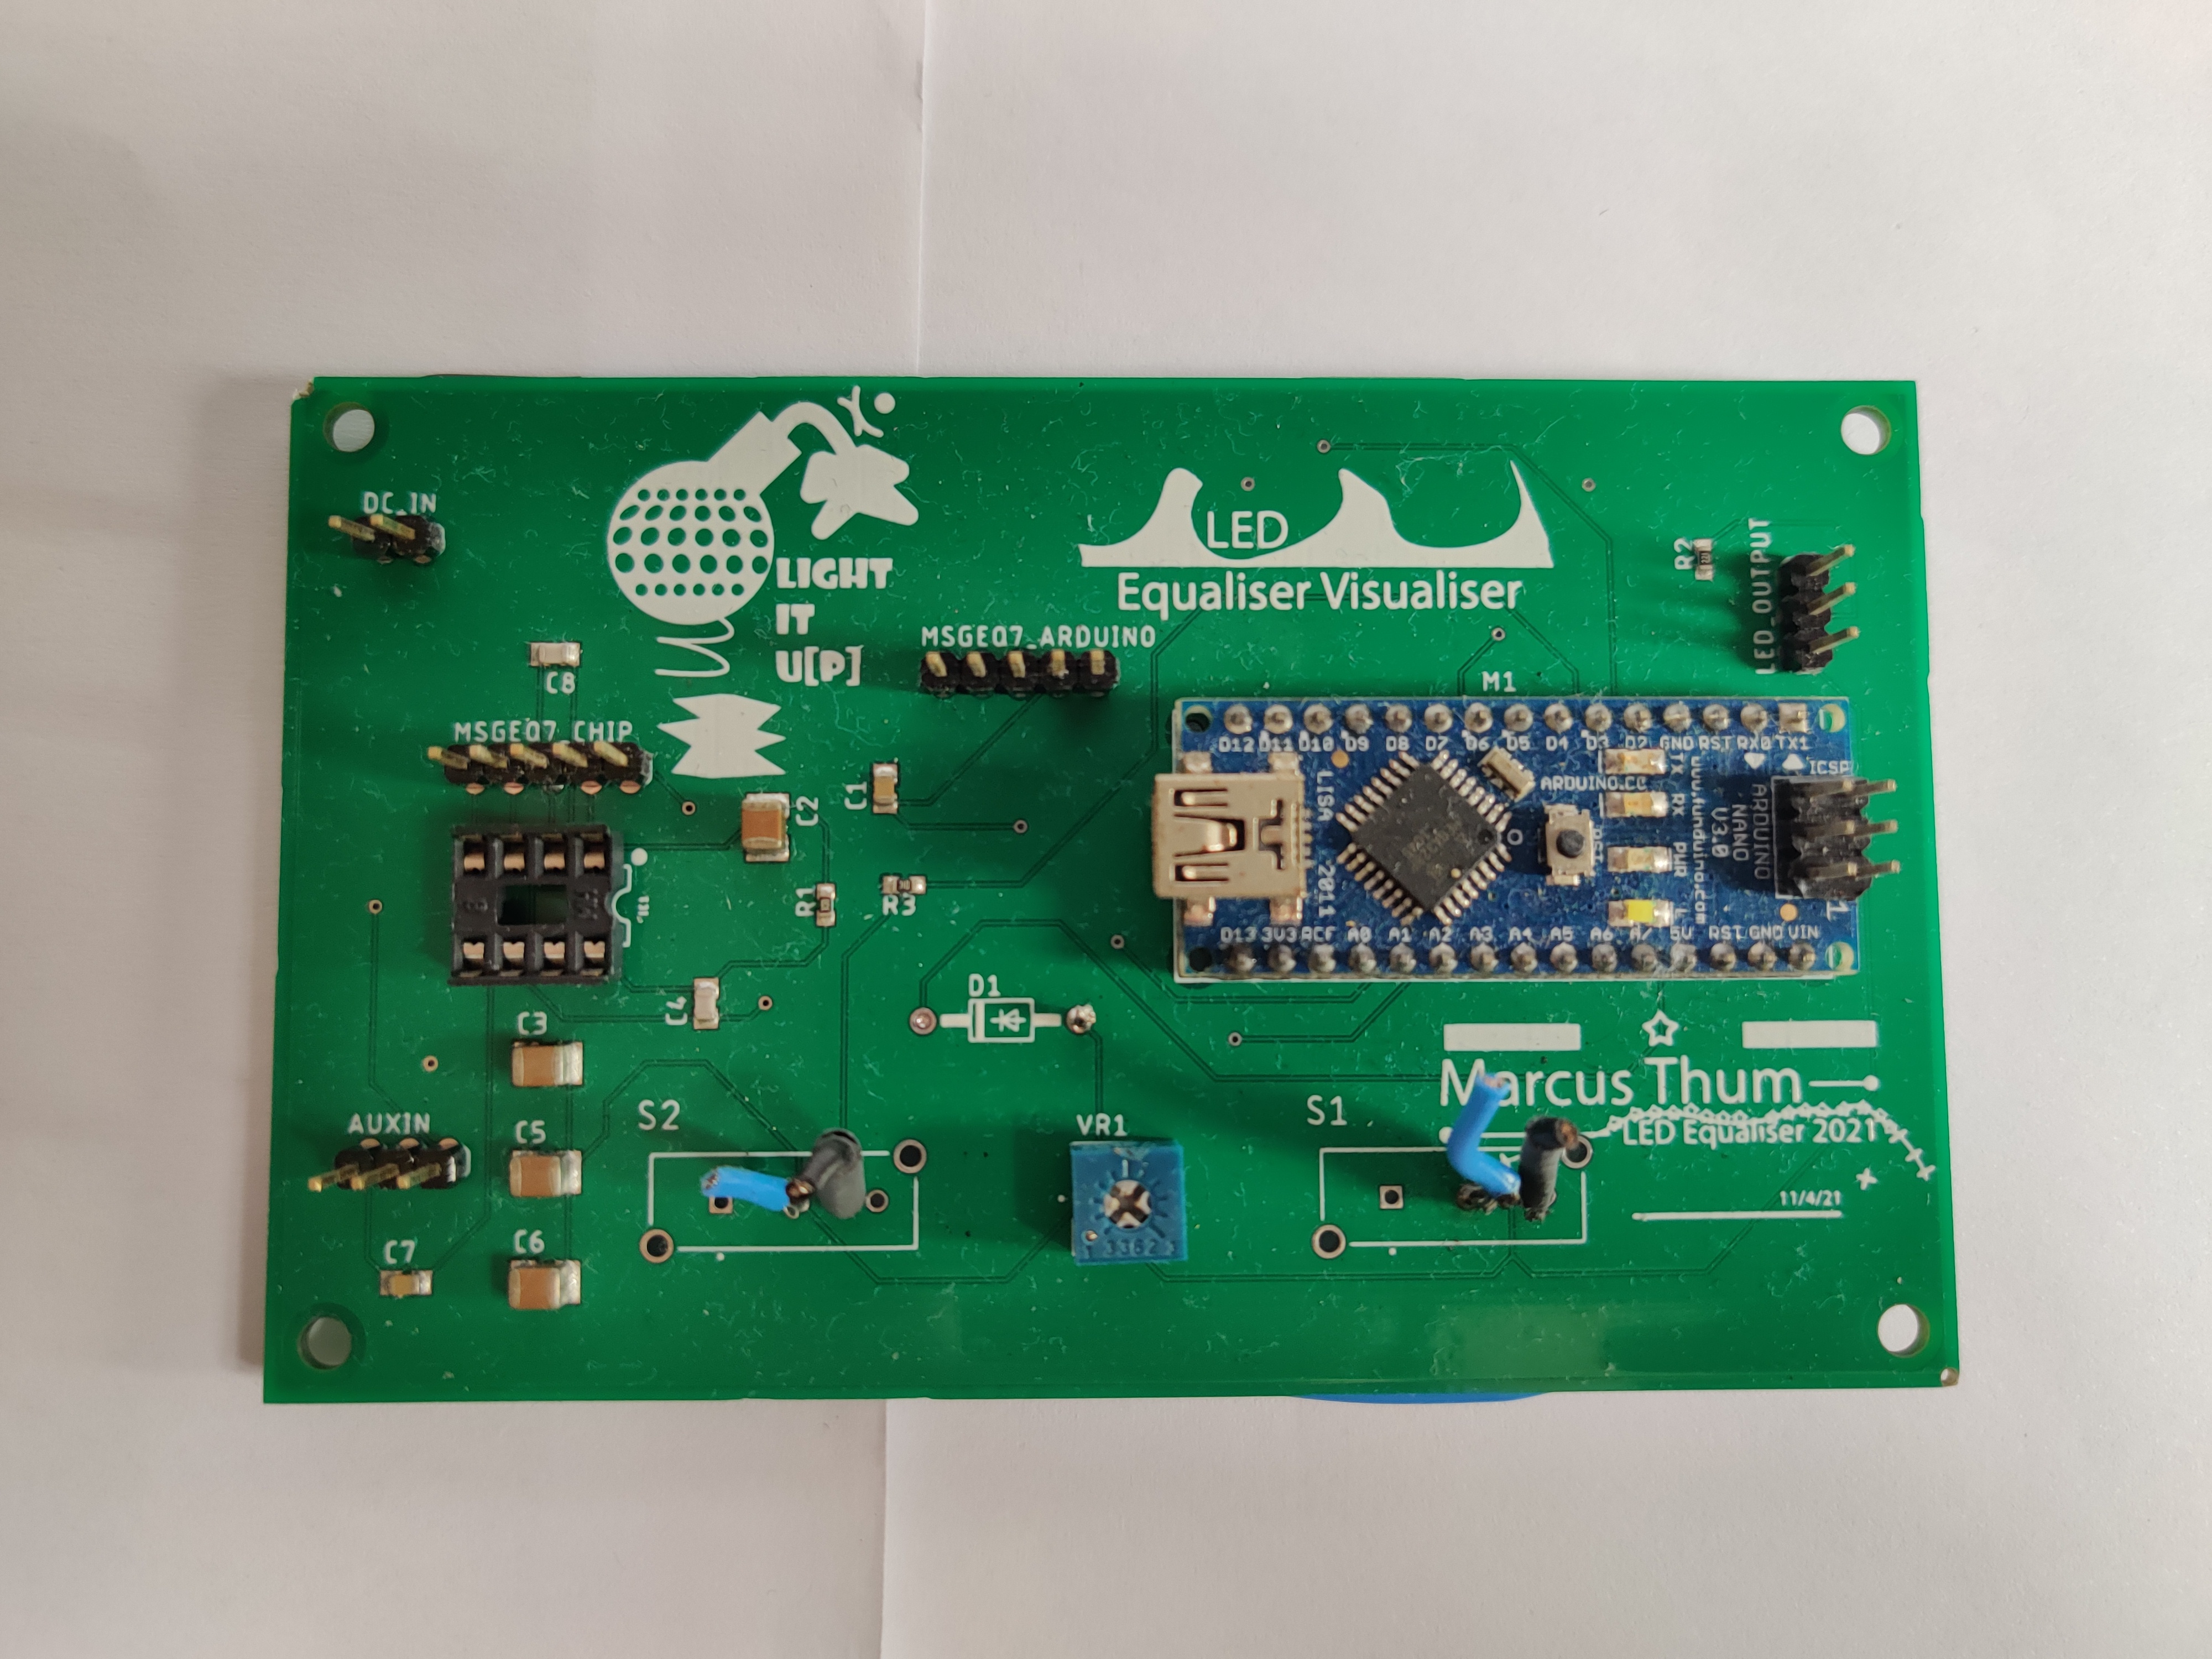 DC_IN
LIGHT
IT
U[P]
LED
Equaliser Visualiser
R2
LED_OUTPUT
MSGEQ7_ARDUINO
C8
MSGEQ7_CHIP
M1
D12 D11 D10 D9 D8 D7 D6 D5 D4 D3 D2 GND RST RX0 TX1
TX
RX
PWR
L
ARDUINO.CC
ICSP
RST
www.funduino.com
ARDUINO
NANO
V3.0
LISA 2011
1
D13 3V3 REF A0 A1 A2 A3 A4 A5 A6 A7 5V RST GND VIN
C1
C2
R1
R3
C4
D1
C3
Marcus Thum
LED Equaliser 2021
11/4/21
AUXIN
C5
S2
VR1
3362
S1
C7
C6